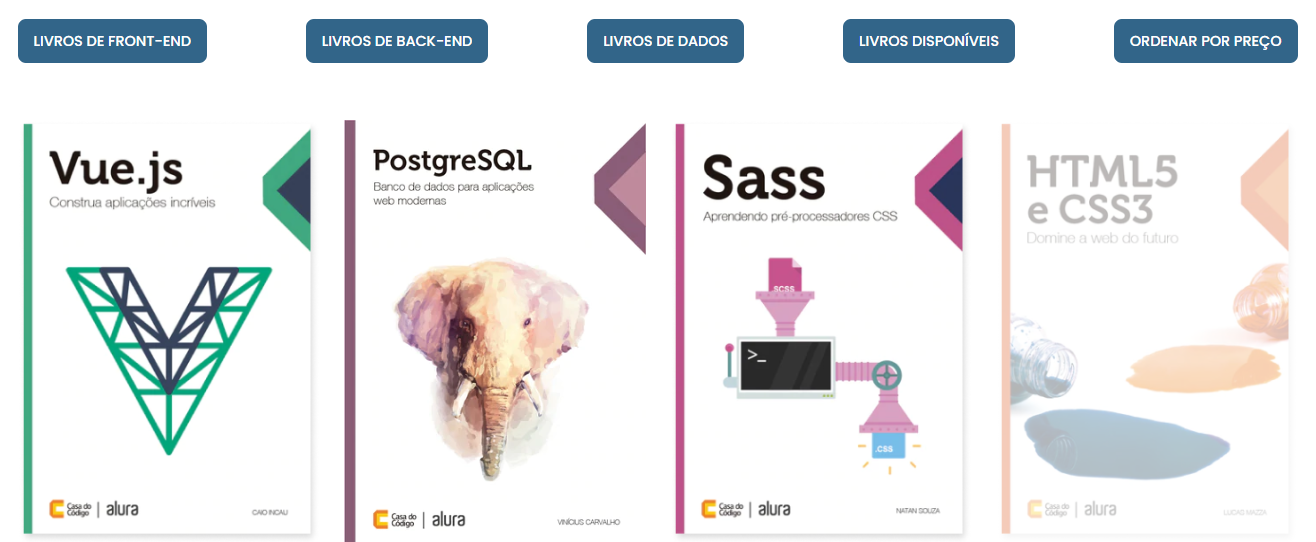 LIVROS DE FRONT-END
LIVROS DE BACK-END
LIVROS DE DADOS
LIVROS DISPONÍVEIS
ORDENAR POR PREÇO
Vue.js
Construa aplicações incríveis
Casa do
Código
alura
CAIO INCAU
PostgreSQL
Banco de dados para aplicações
web modernas
Casa do
Código
alura
VINÍCIUS CARVALHO
Sass
Aprendendo pré-processadores CSS
SCSS
>_
.CSS
Casa do
Código
alura
NATAN SOUZA
HTML5
e CSS3
Domine a web do futuro
Casa do
Código
alura
LUCAS MAZZA